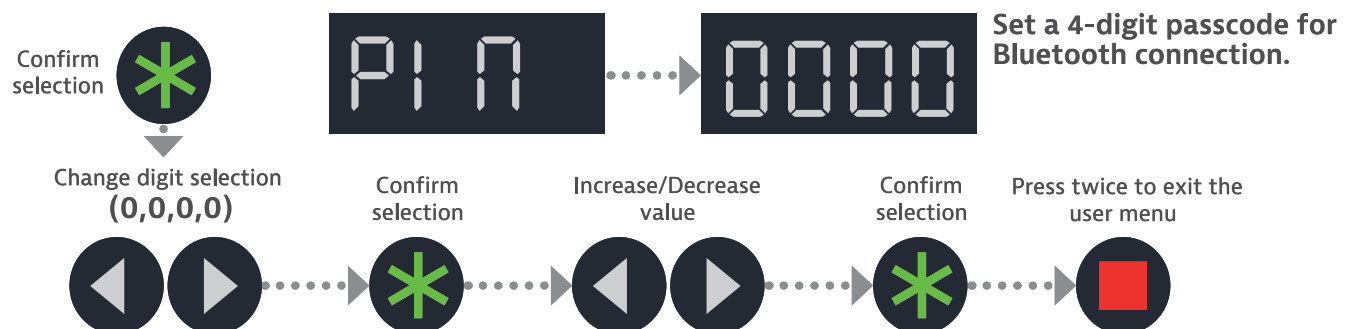 Confirm
selection
PIN
0000
Set a 4-digit passcode for
Bluetooth connection.
Change digit selection
(0,0,0,0)
Confirm
selection
Increase/Decrease
value
Confirm
selection
Press twice to exit the
user menu